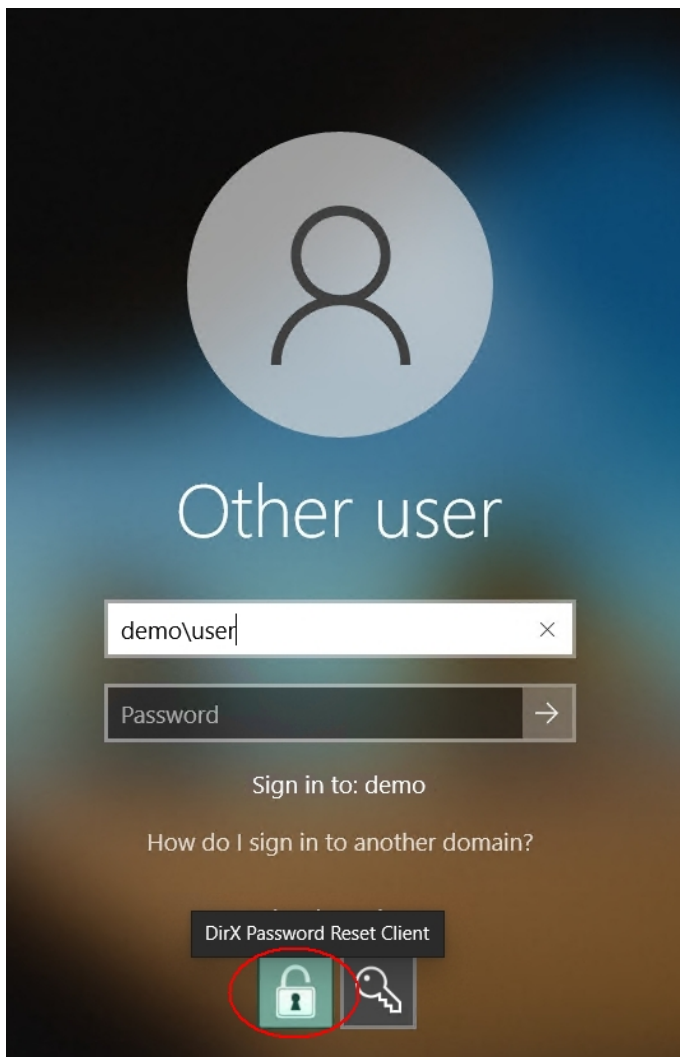 Other user
demo\user
Password
Sign in to: demo
How do I sign in to another domain?
DirX Password Reset Client